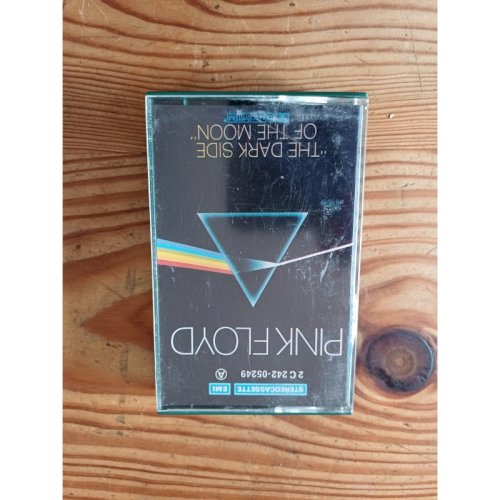 STEREOCASSETTE EMI
2 C 242-05249 A
PINK FLOYD
"THE DARK SIDE
OF THE MOON"